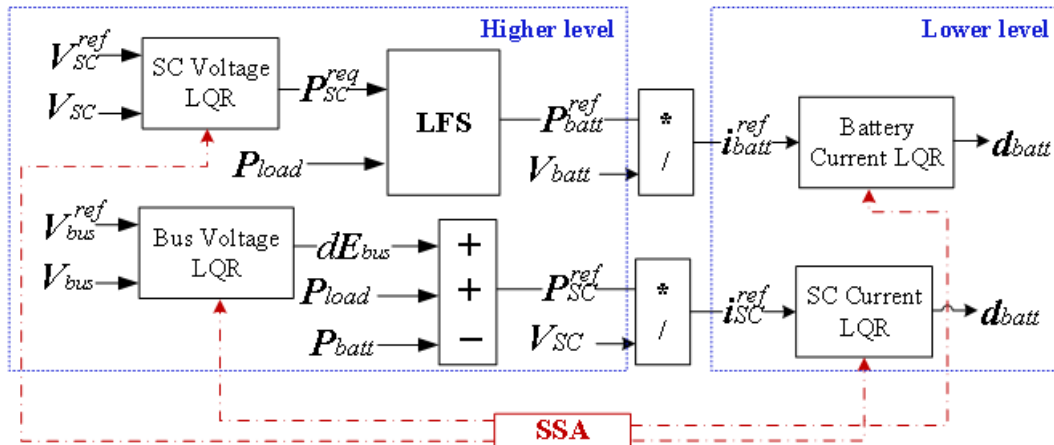 Higher level
Lower level
V_SC^ref
V_SC
SC Voltage
LQR
P_SC^req
P_load
LFS
P_batt^ref
V_batt
*
/
i_batt^ref
Battery
Current LQR
d_batt
V_bus^ref
V_bus
Bus Voltage
LQR
dE_bus
P_load
P_batt
+
+
−
P_SC^ref
V_SC
*
/
i_SC^ref
SC Current
LQR
d_batt
SSA